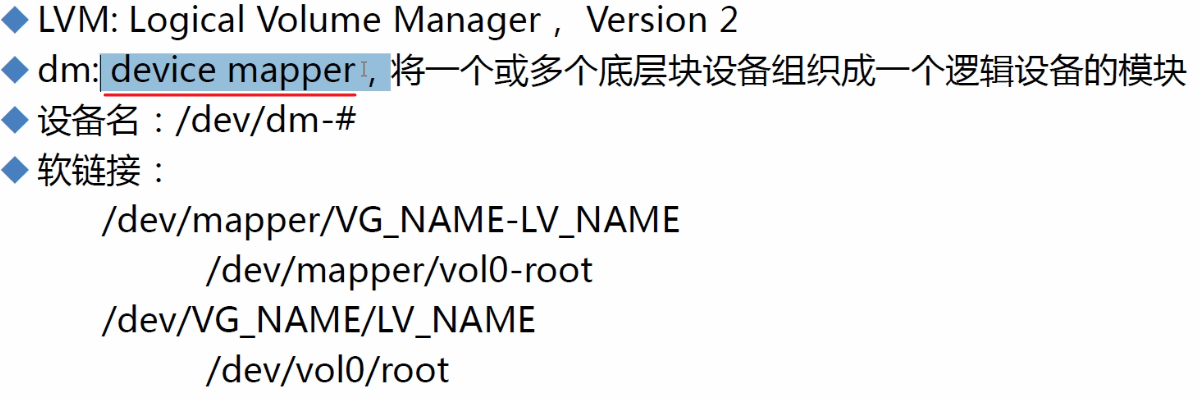 LVM: Logical Volume Manager ， Version 2
dm: device mapper ，将一个或多个底层块设备组织成一个逻辑设备的模块
设备名：/dev/dm-#
软链接：
/dev/mapper/VG_NAME-LV_NAME
/dev/mapper/vol0-root
/dev/VG_NAME/LV_NAME
/dev/vol0/root